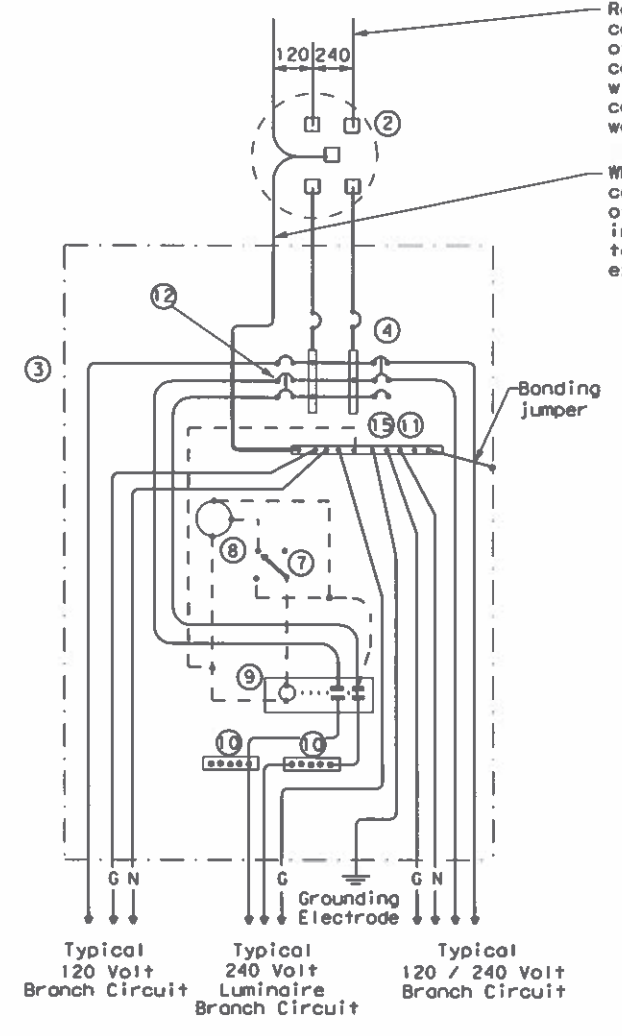 120 240
2
12
4
3
15 11
Bonding
jumper
8
7
9
10 10
G N G G N
Grounding
Electrode
Typical
120 Volt
Branch Circuit
Typical
240 Volt
Luminaire
Branch Circuit
Typical
120 / 240 Volt
Branch Circuit